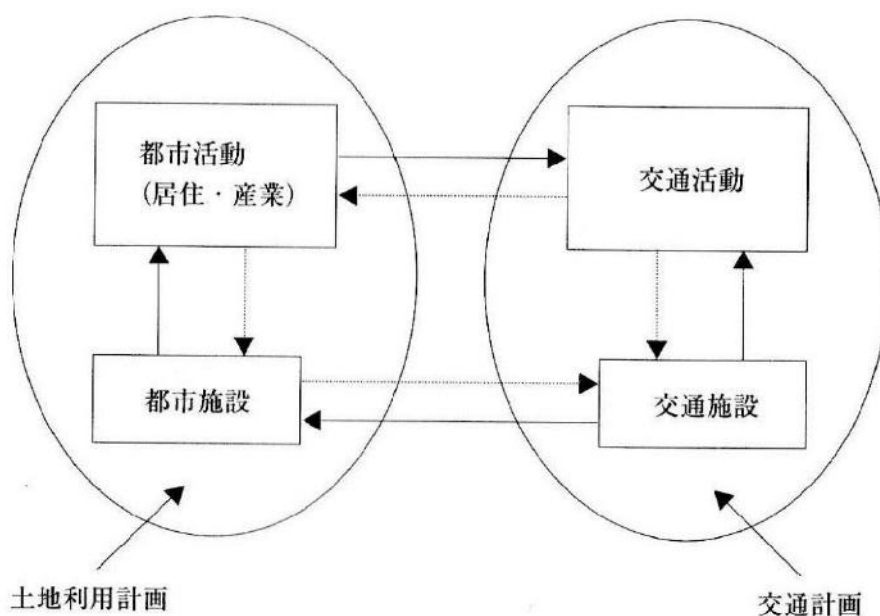 都市活動
(居住・産業)
交通活動
都市施設
交通施設
土地利用計画
交通計画